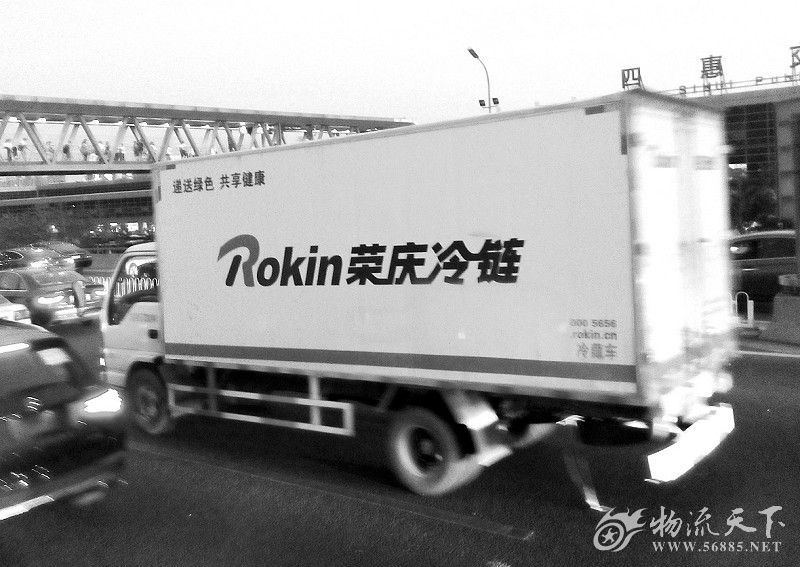 四惠
递送绿色 共享健康
Rokin荣庆冷链
000 5656
.rokin.cn
冷藏车
物流天下
WWW.56885.NET